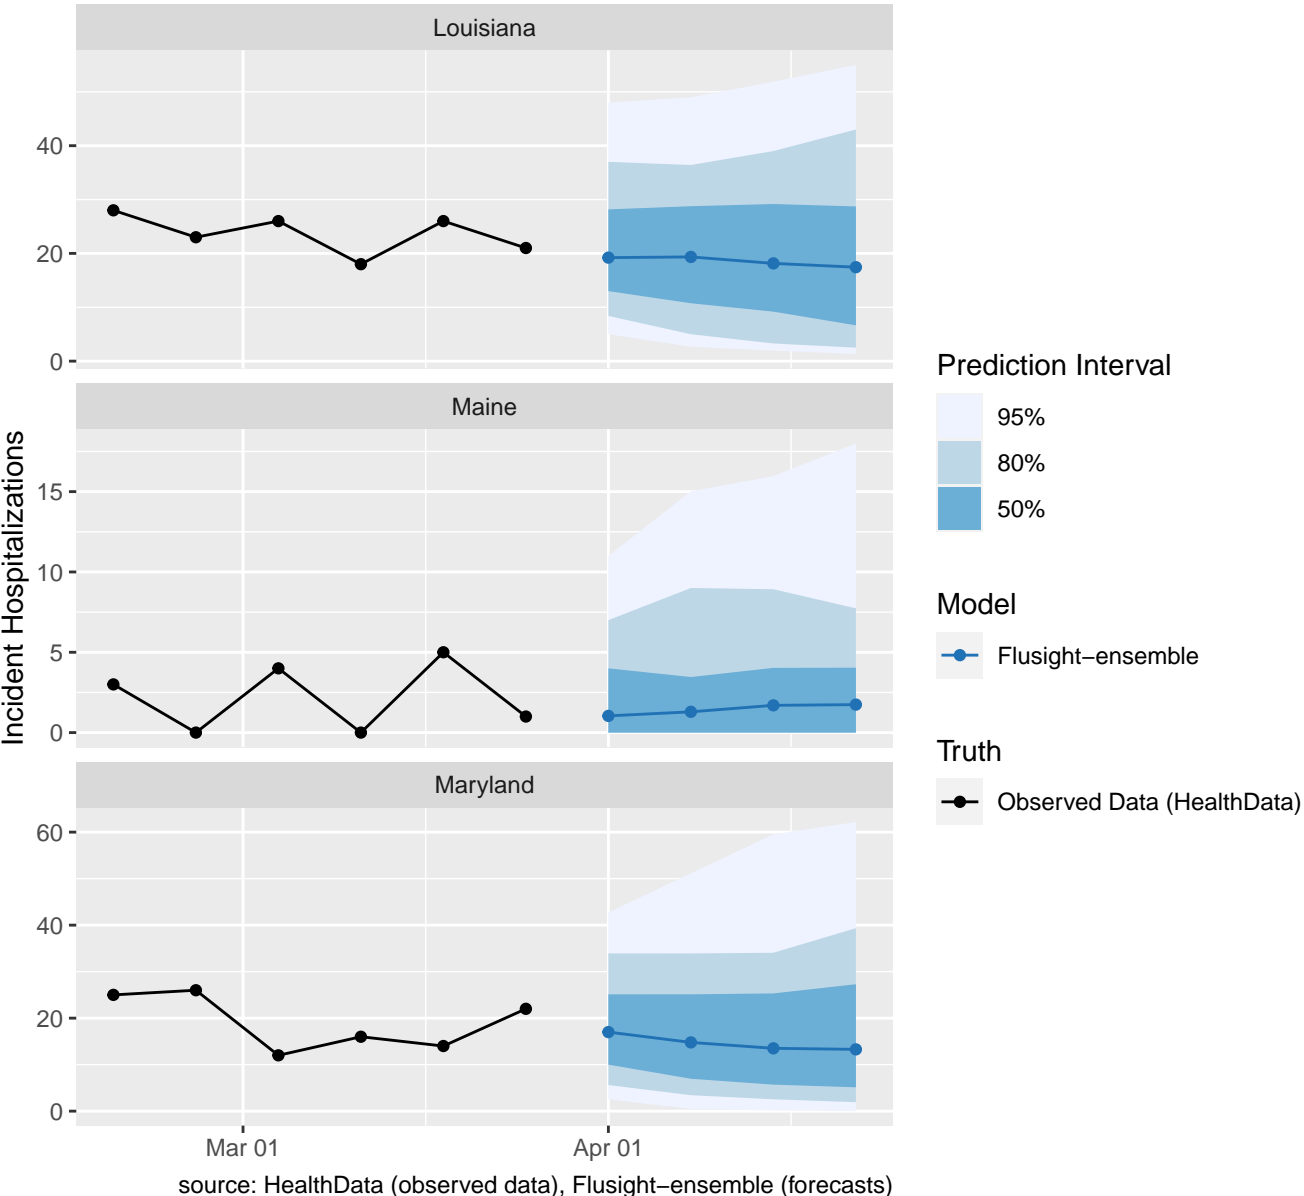 Louisiana
40
20
0
Maine
15
10
5
0
Maryland
60
40
20
0
Mar 01
Apr 01
Incident Hospitalizations
source: HealthData (observed data), Flusight−ensemble (forecasts)
Prediction Interval
95%
80%
50%
Model
Flusight−ensemble
Truth
Observed Data (HealthData)